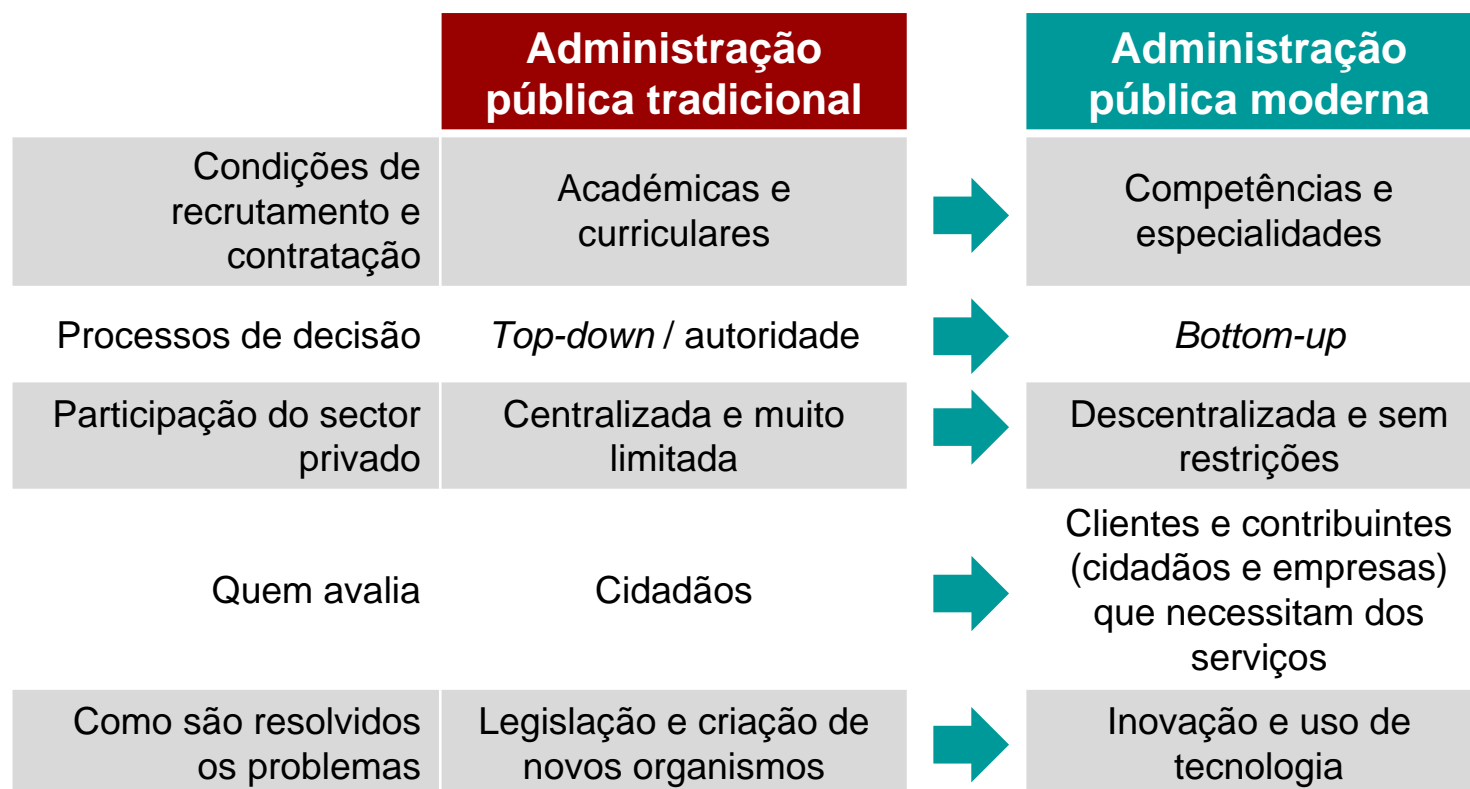 Administração
pública tradicional
Administração
pública moderna
Condições de
recrutamento e
contratação
Académicas e
curriculares
Competências e
especialidades
Processos de decisão
Top-down / autoridade
Bottom-up
Participação do sector
privado
Centralizada e muito
limitada
Descentralizada e sem
restrições
Quem avalia
Cidadãos
Clientes e contribuintes
(cidadãos e empresas)
que necessitam dos
serviços
Como são resolvidos
os problemas
Legislação e criação de
novos organismos
Inovação e uso de
tecnologia